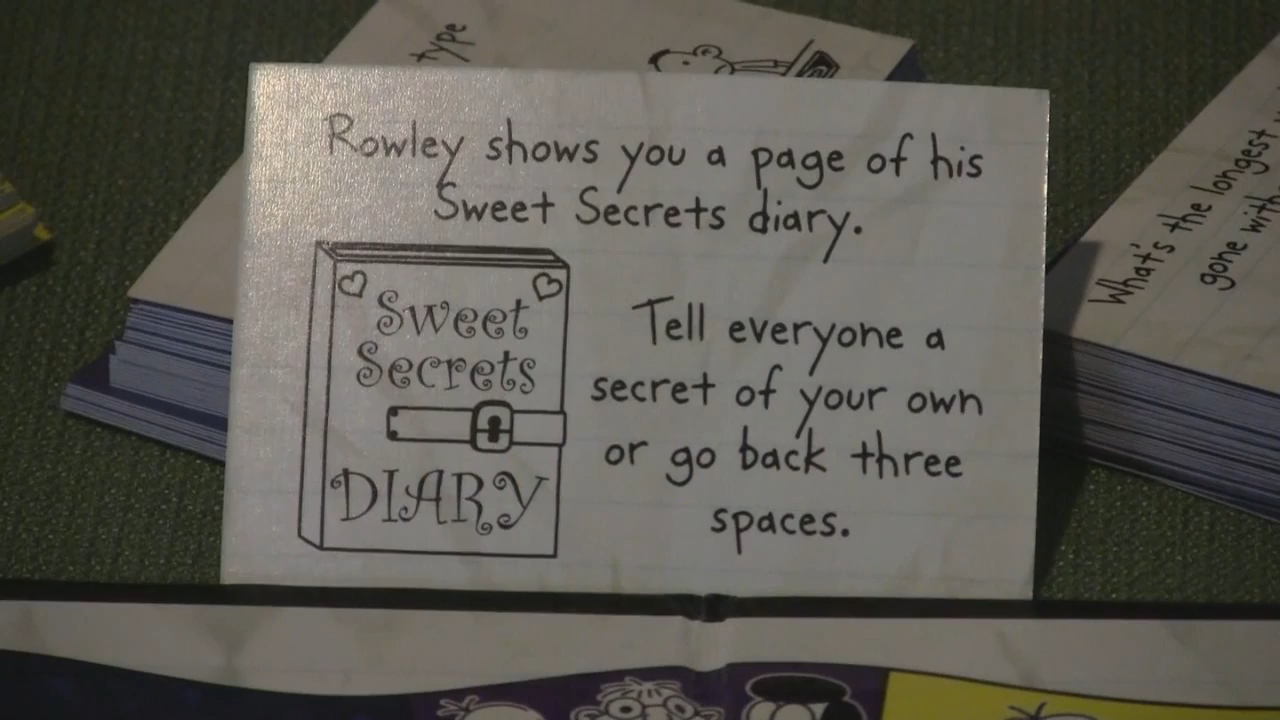 type
Rowley shows you a page of his
Sweet Secrets diary.
Sweet
Secrets
DIARY
Tell everyone a
secret of your own
or go back three
spaces.
What's the longest
gone with